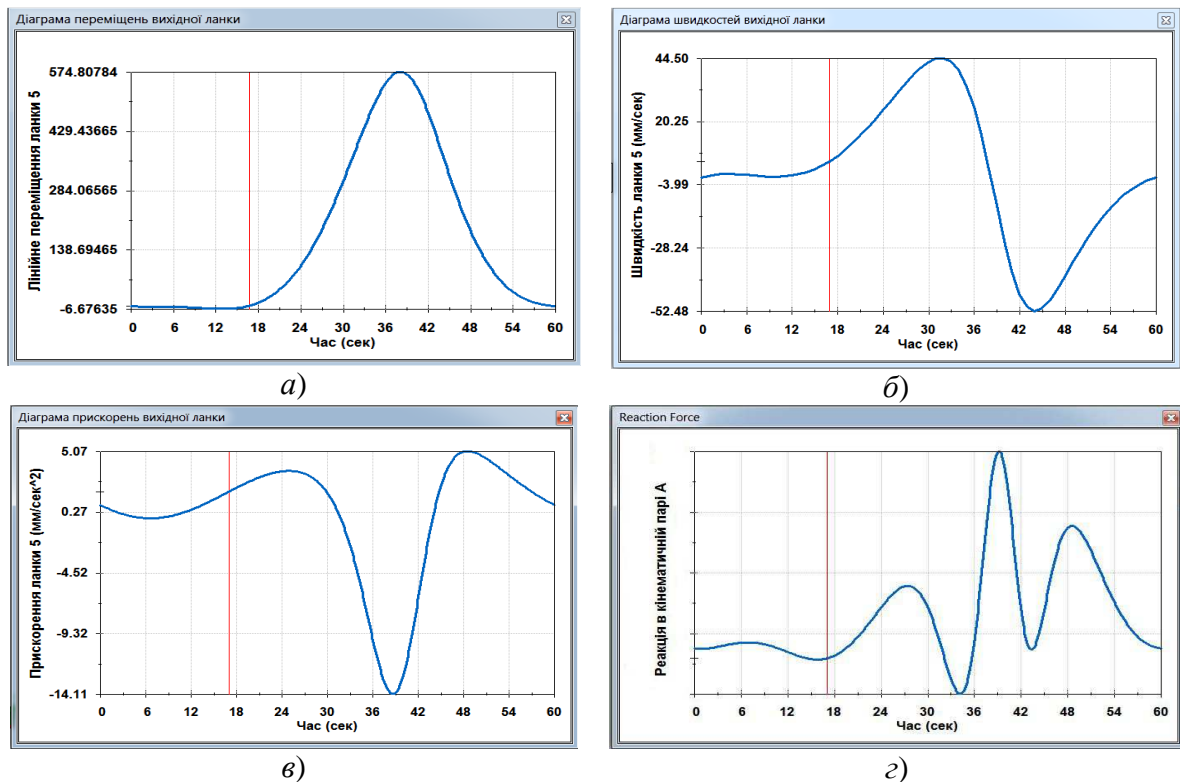 Діаграма переміщень вихідної ланки
Лінійне переміщення ланки 5
574.80784
429.43665
284.06565
138.69465
-6.67635
0 6 12 18 24 30 36 42 48 54 60
Час (сек)
а)
Діаграма швидкостей вихідної ланки
Швидкість ланки 5 (мм/сек)
44.50
20.25
-3.99
-28.24
-52.48
0 6 12 18 24 30 36 42 48 54 60
Час (сек)
б)
Діаграма прискорень вихідної ланки
Прискорення ланки 5 (мм/сек^2)
5.07
0.27
-4.52
-9.32
-14.11
0 6 12 18 24 30 36 42 48 54 60
Час (сек)
в)
Reaction Force
Реакція в кінематичній парі А
0 6 12 18 24 30 36 42 48 54 60
Час (сек)
г)